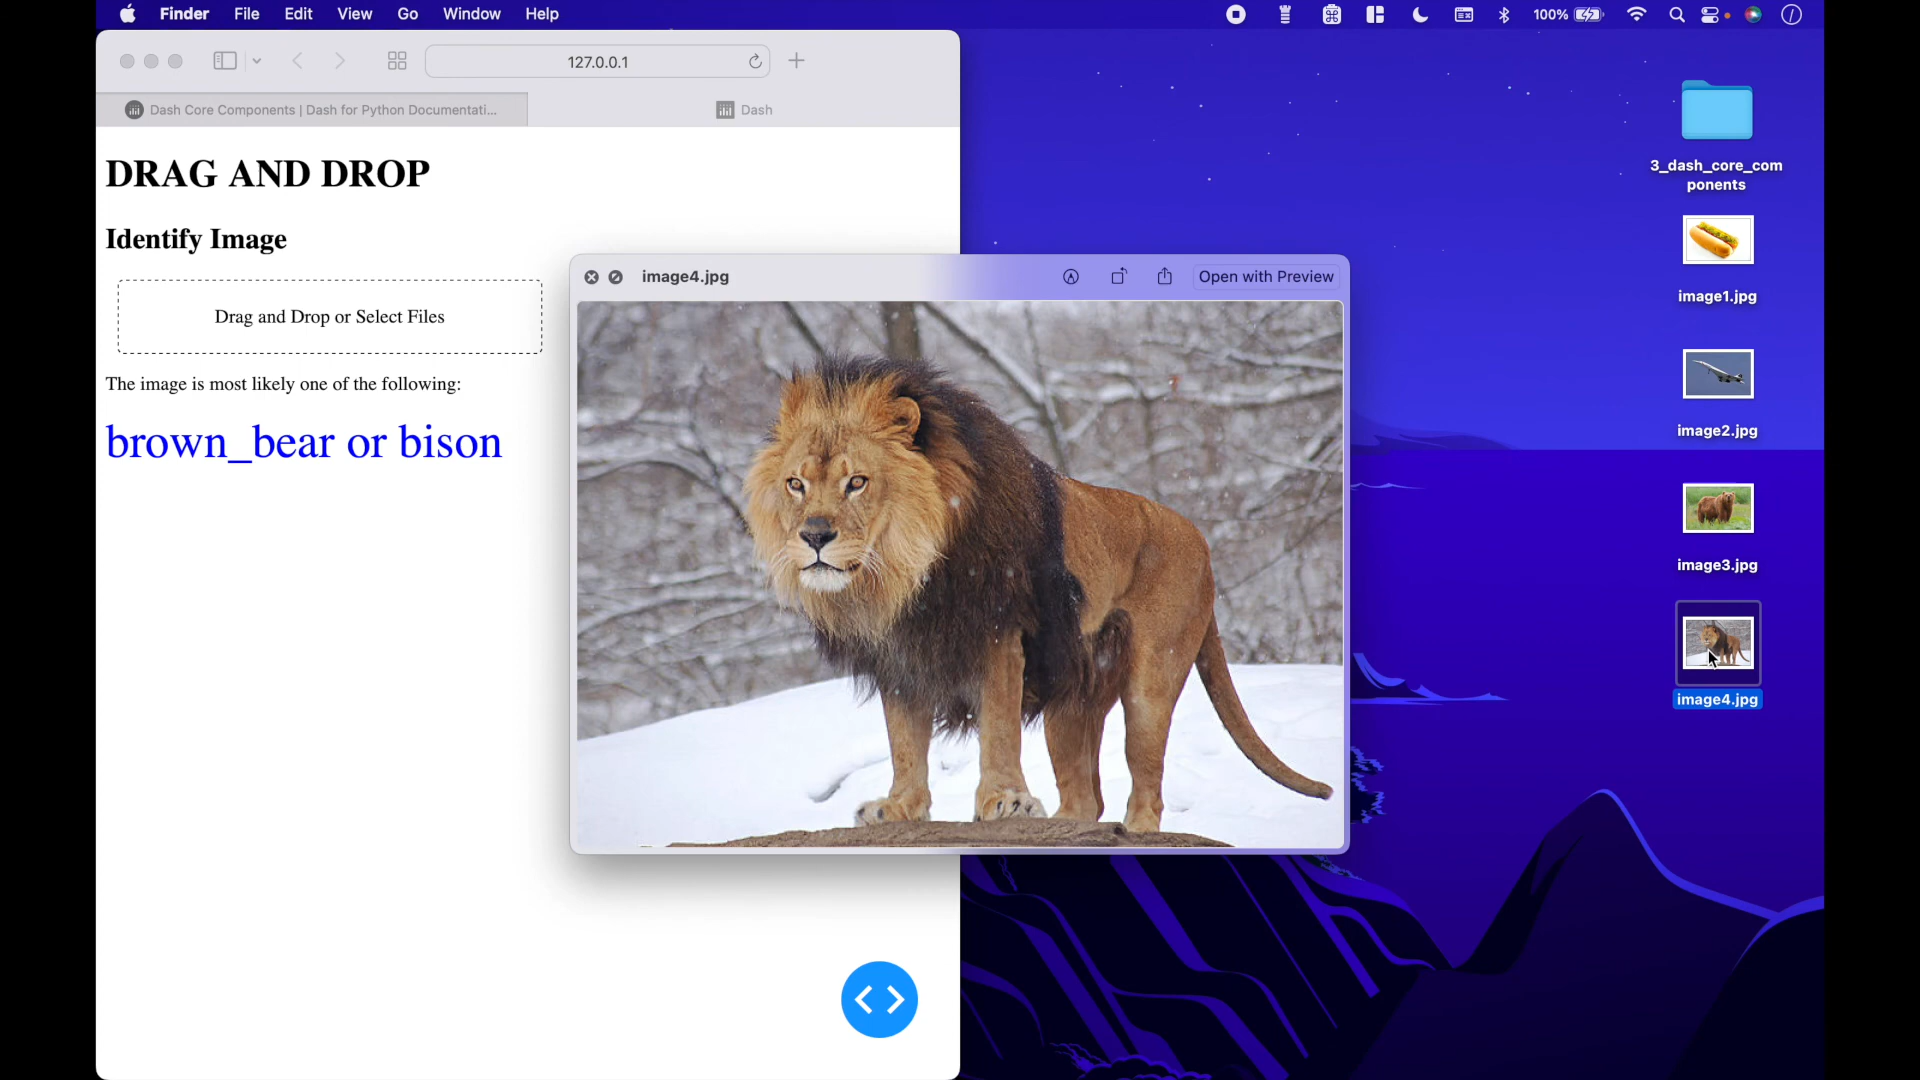 Finder File Edit View Go Window Help
100%
127.0.0.1
Dash Core Components | Dash for Python Documentati...
Dash
DRAG AND DROP
Identify Image
Drag and Drop or Select Files
The image is most likely one of the following:
brown_bear or bison
image4.jpg
Open with Preview
3_dash_core_com
ponents
image1.jpg
image2.jpg
image3.jpg
image4.jpg